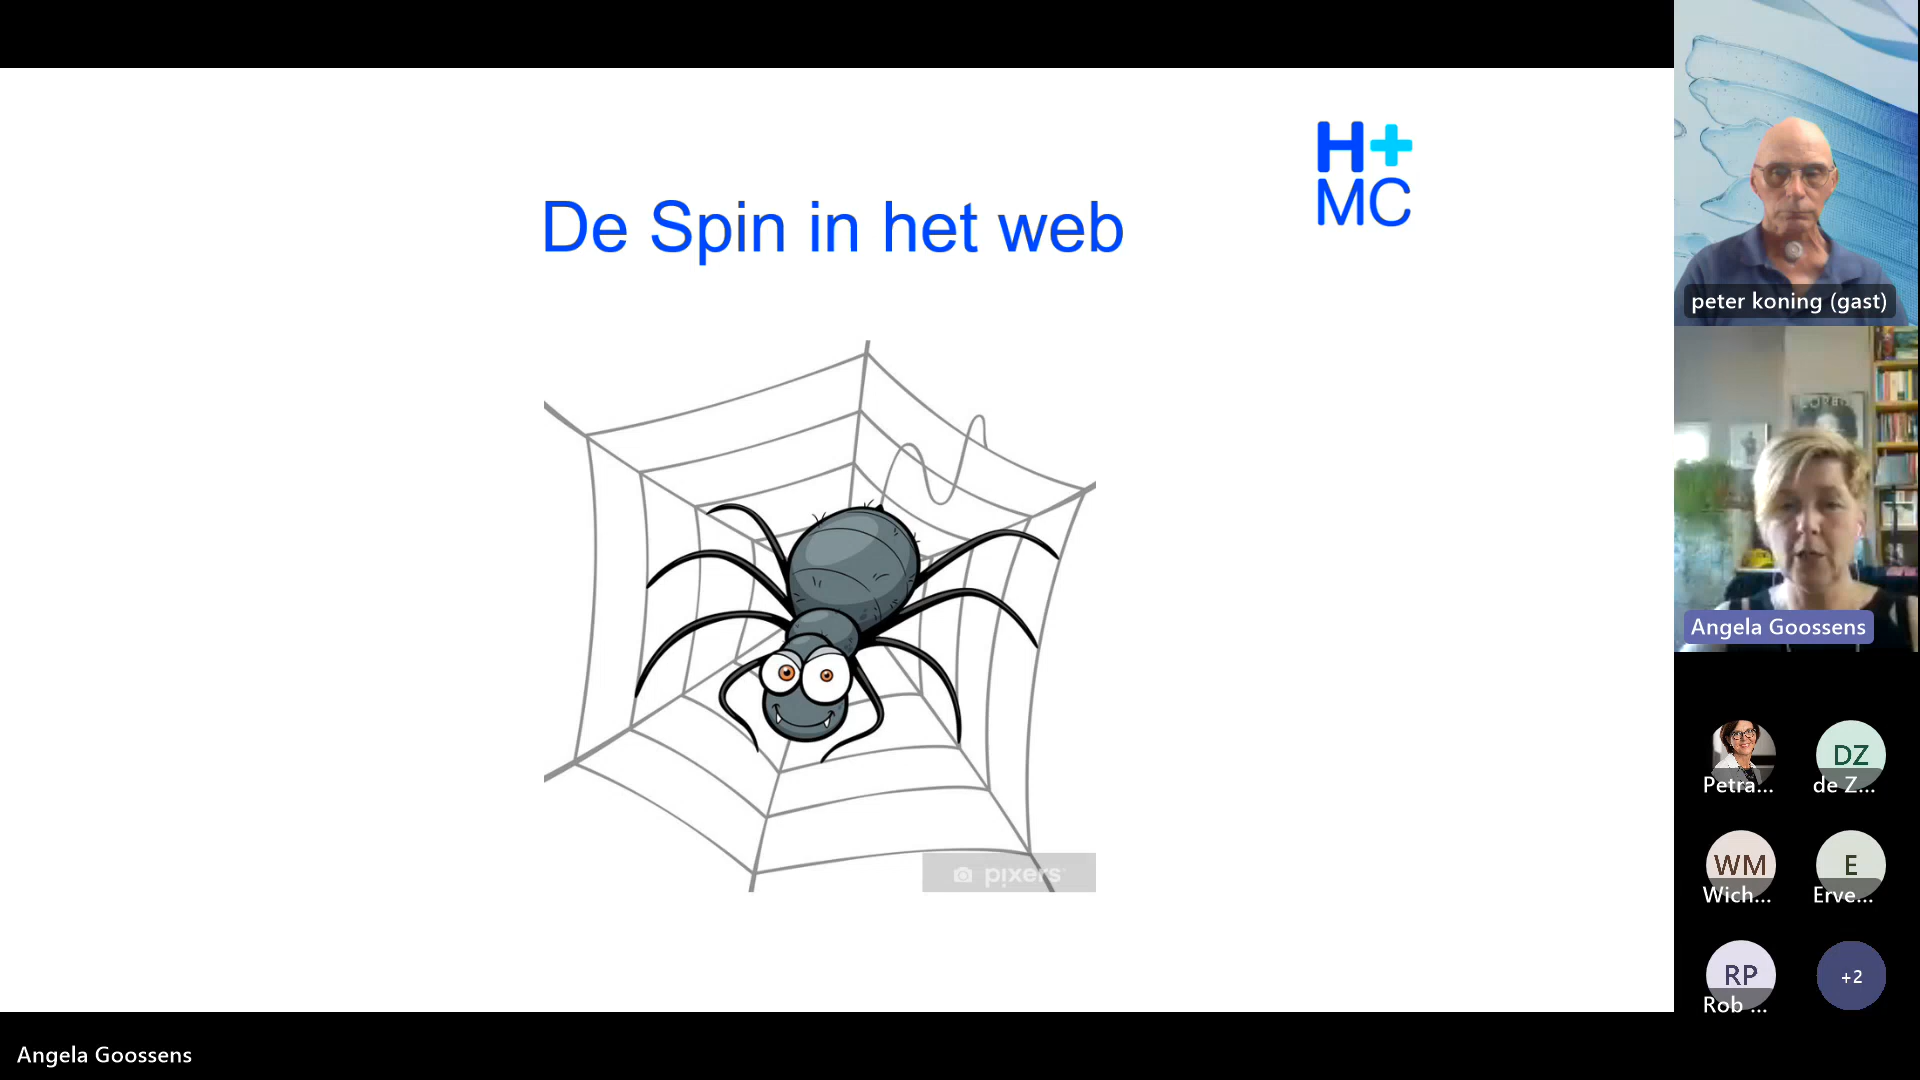 H+
MC
De Spin in het web
pixers
peter koning (gast)
Angela Goossens
Petra...
DZ
de Z...
WM
Wich...
E
Erve...
RP
Rob ...
+2
Angela Goossens